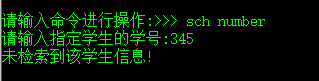 请输入命令进行操作:>>> sch number
请输入指定学生的学号:345
未检索到该学生信息!